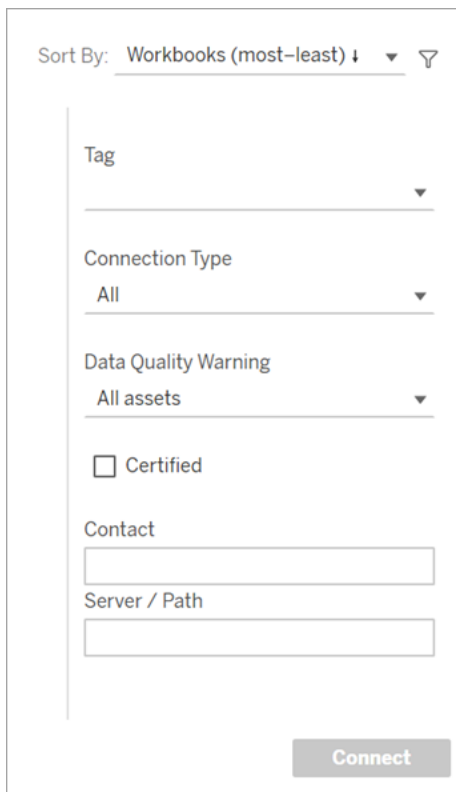 Sort By: Workbooks (most–least) ↓
Tag
Connection Type
All
Data Quality Warning
All assets
Certified
Contact
Server / Path
Connect